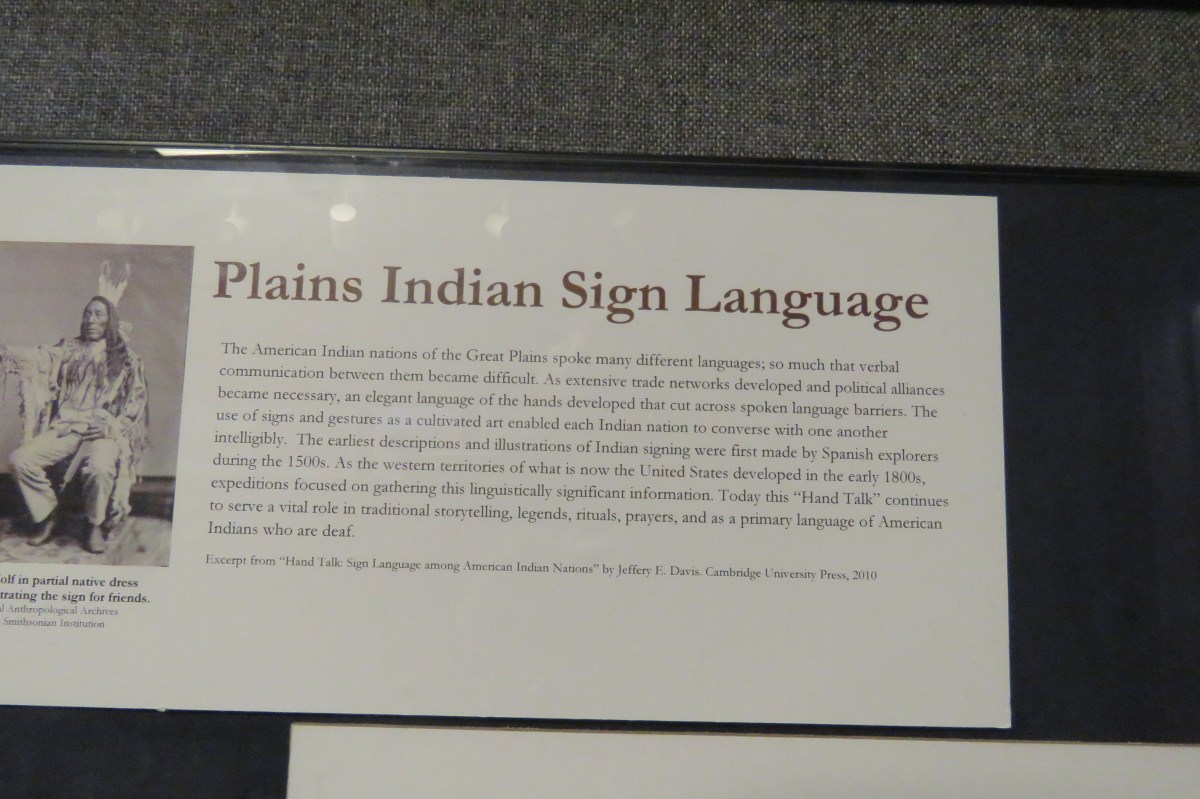 Plains Indian Sign Language
The American Indian nations of the Great Plains spoke many different languages; so much that verbal
communication between them became difficult. As extensive trade networks developed and political alliances
became necessary, an elegant language of the hands developed that cut across spoken language barriers. The
use of signs and gestures as a cultivated art enabled each Indian nation to converse with one another
intelligibly. The earliest descriptions and illustrations of Indian signing were first made by Spanish explorers
during the 1500s. As the western territories of what is now the United States developed in the early 1800s,
expeditions focused on gathering this linguistically significant information. Today this “Hand Talk” continues
to serve a vital role in traditional storytelling, legends, rituals, prayers, and as a primary language of American
Indians who are deaf.
Excerpt from “Hand Talk: Sign Language among American Indian Nations” by Jeffery E. Davis. Cambridge University Press, 2010
in partial native dress
the sign for friends.
Anthropological Archives
Smithsonian Institution